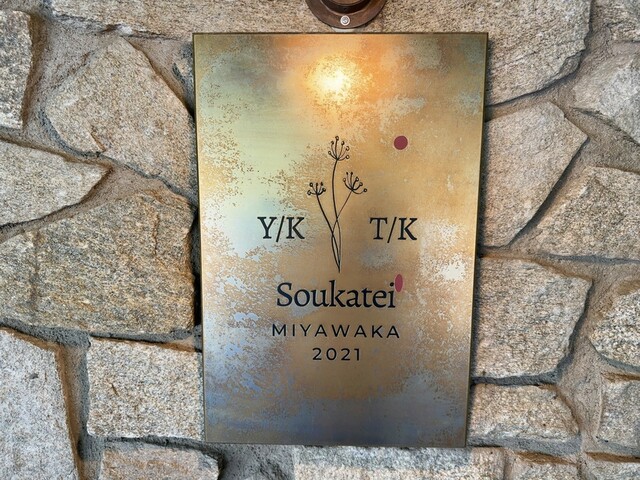 Y/K T/K
Soukatei
MIYAWAKA
2021